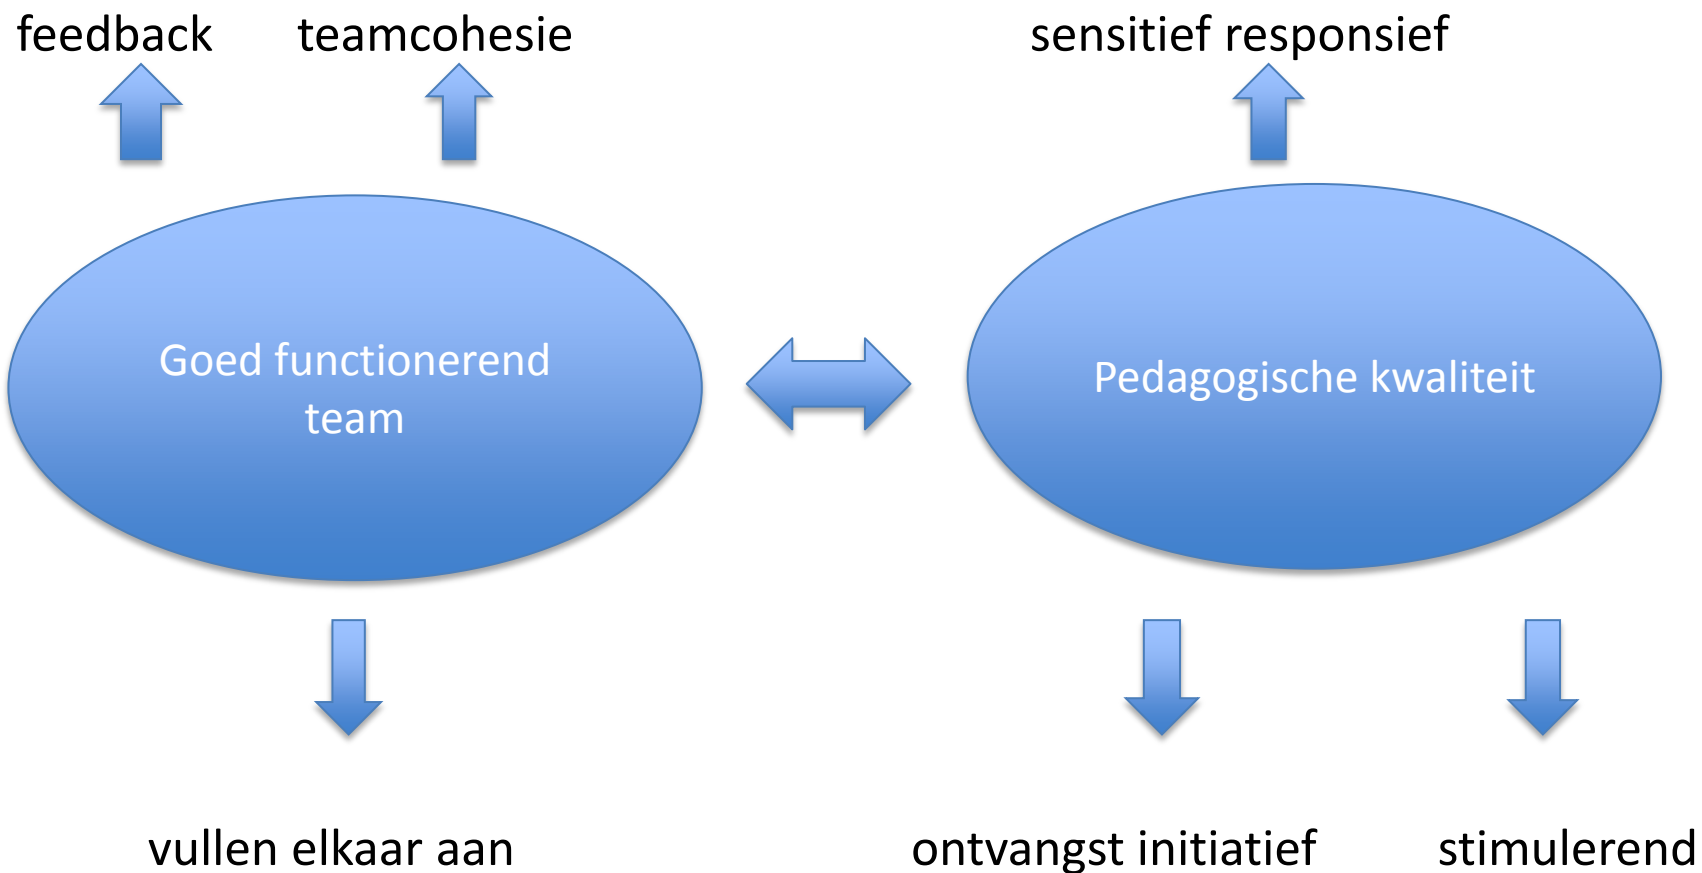 feedback
teamcohesie
sensitief responsief
Goed functionerend
team
Pedagogische kwaliteit
vullen elkaar aan
ontvangst initiatief
stimulerend